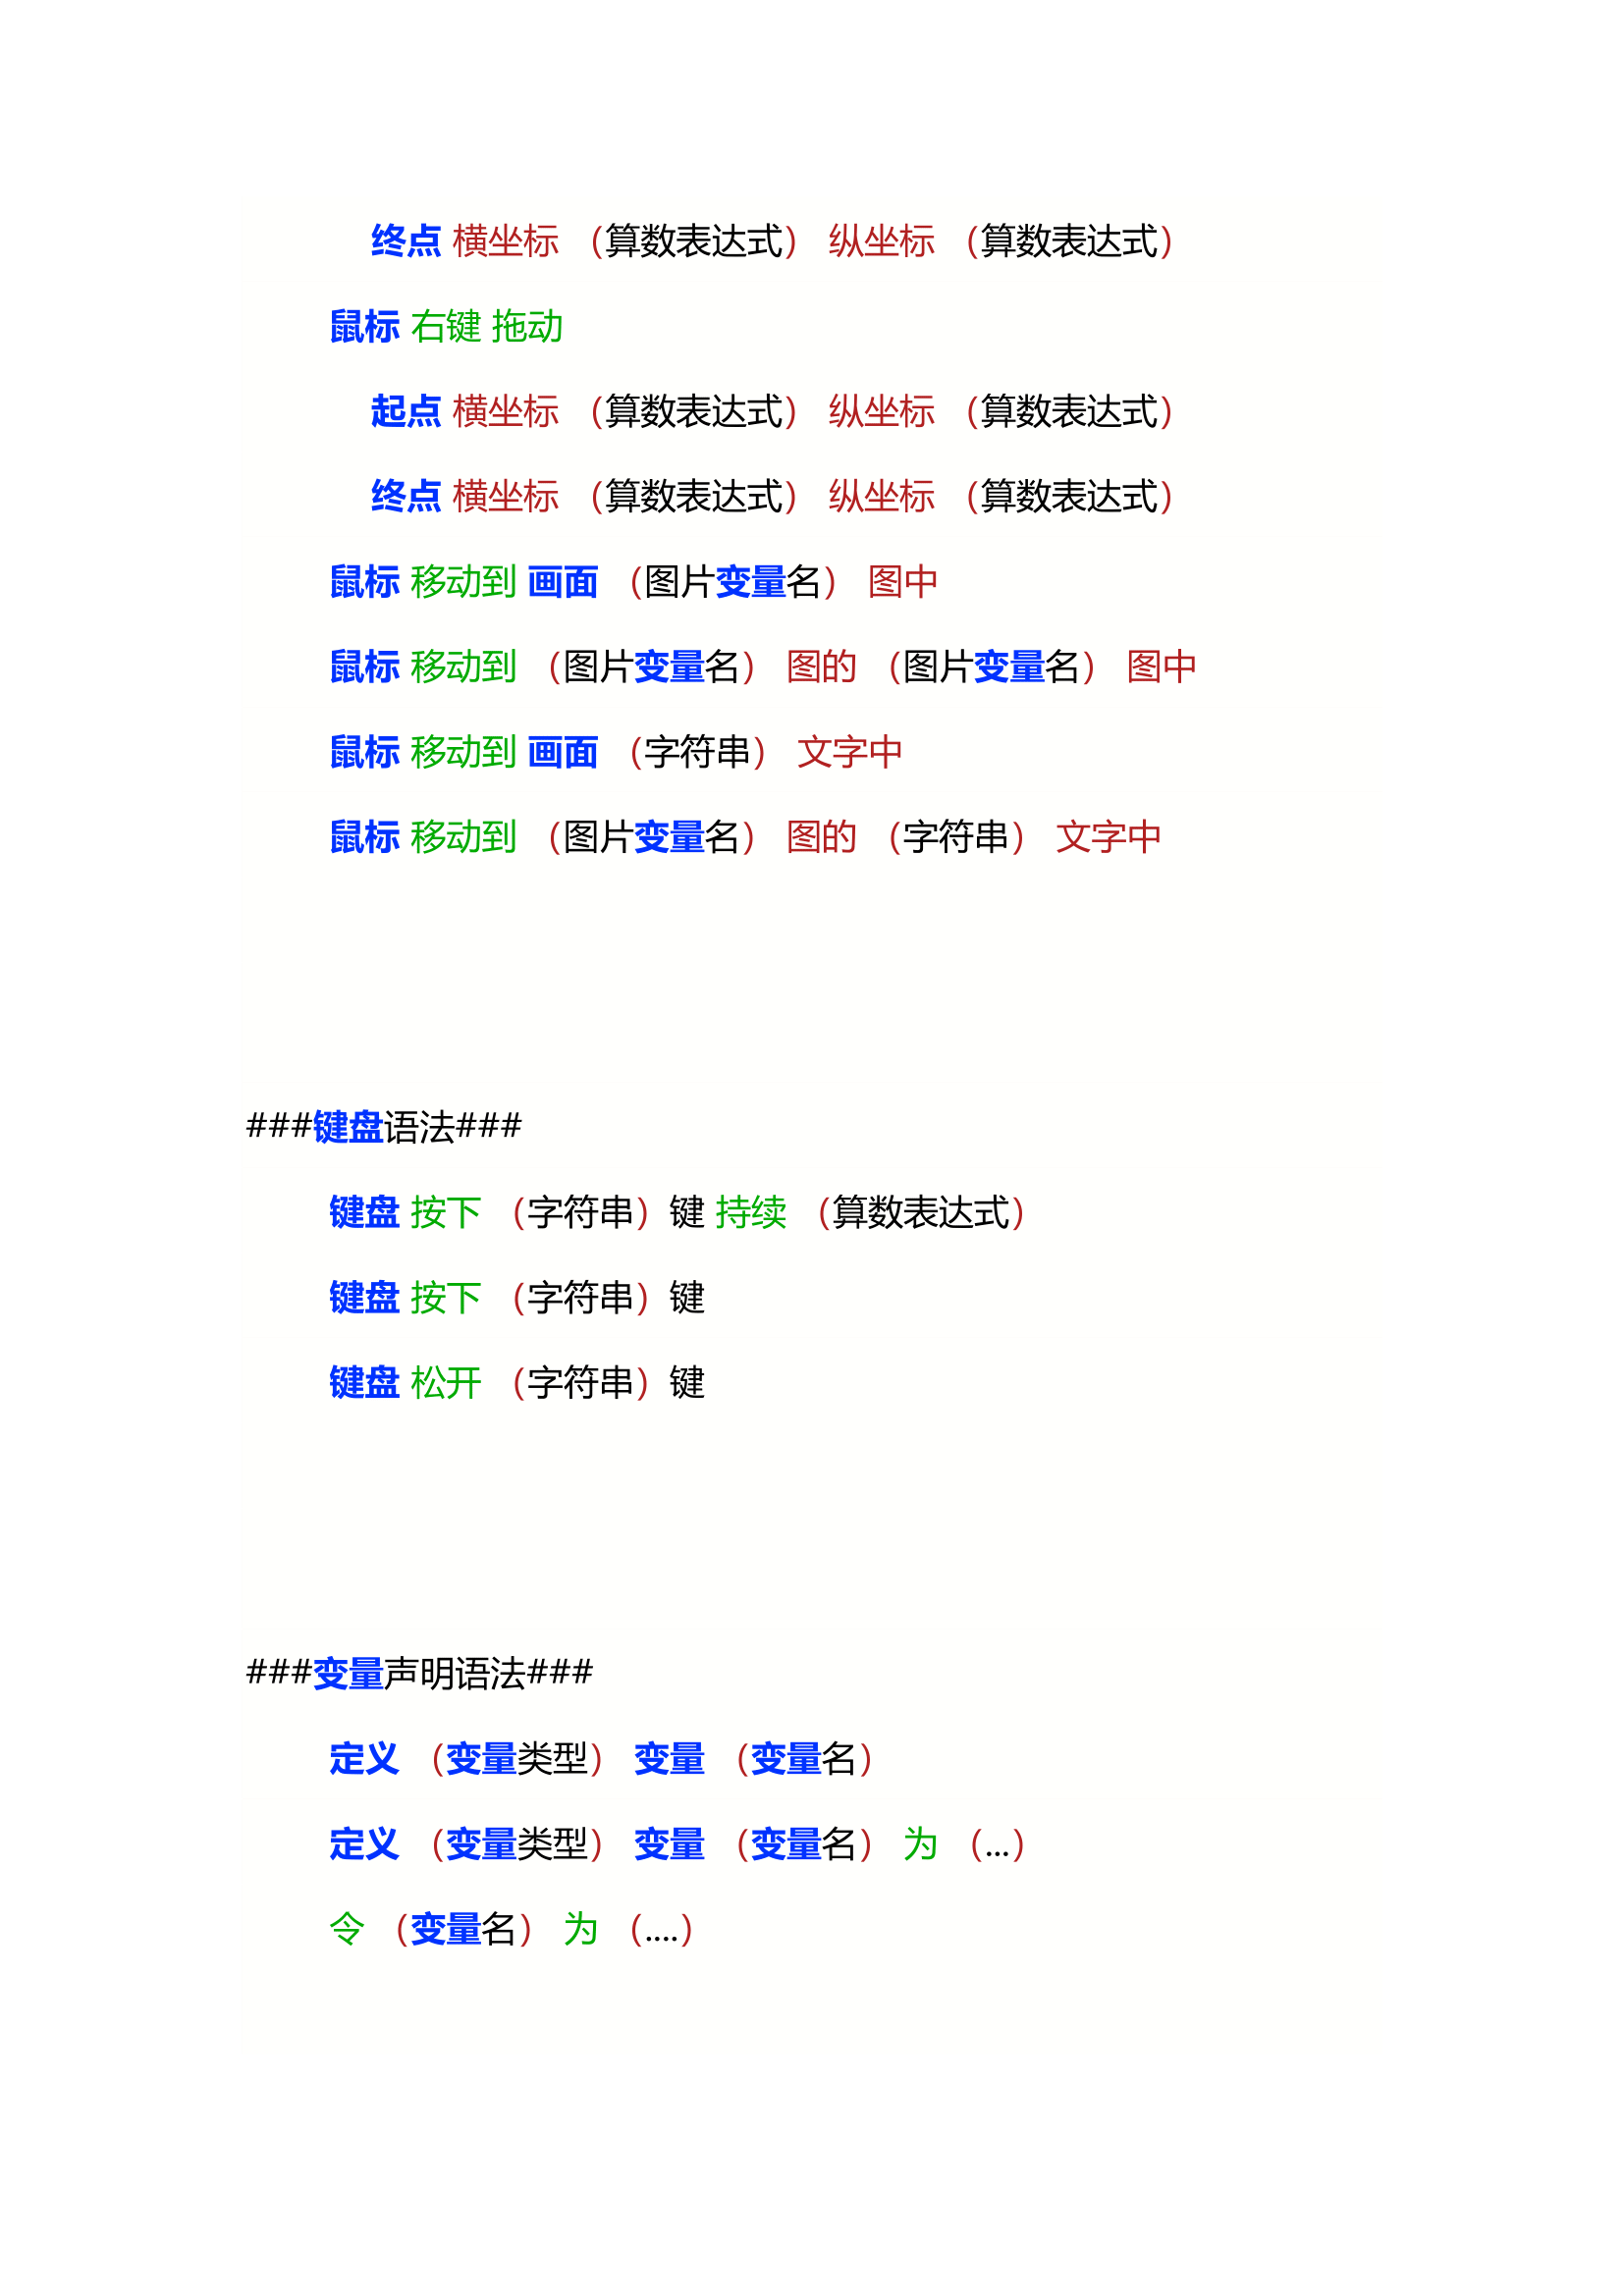 终点 横坐标 （算数表达式） 纵坐标 （算数表达式）
鼠标 右键 拖动
起点 横坐标 （算数表达式） 纵坐标 （算数表达式）
终点 横坐标 （算数表达式） 纵坐标 （算数表达式）
鼠标 移动到 画面 （图片变量名） 图中
鼠标 移动到 （图片变量名） 图的 （图片变量名） 图中
鼠标 移动到 画面 （字符串） 文字中
鼠标 移动到 （图片变量名） 图的 （字符串） 文字中
###键盘语法###
键盘 按下 （字符串）键 持续 （算数表达式）
键盘 按下 （字符串）键
键盘 松开 （字符串）键
###变量声明语法###
定义 （变量类型） 变量 （变量名）
定义 （变量类型） 变量 （变量名） 为 （...）
令 （变量名） 为 （....）